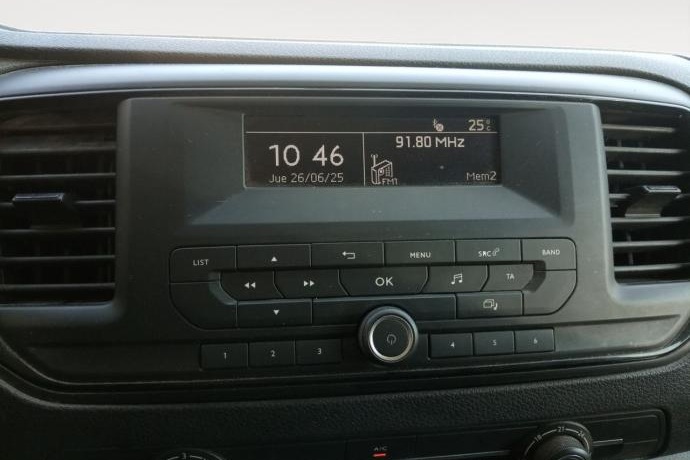 25°C
91.80 MHz
10 46
Jue 26/06/25
FM1
Mem2
LIST
MENU
SRC
BAND
OK
TA
1
2
3
4
5
6
A/C
3